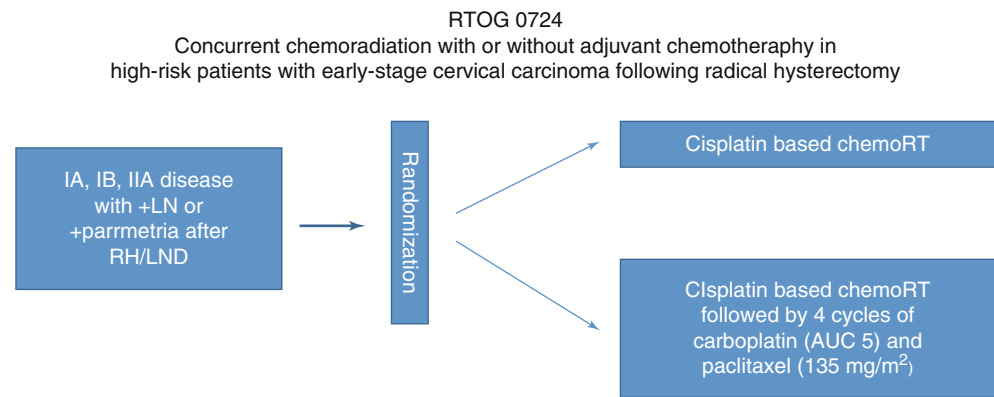 RTOG 0724
Concurrent chemoradiation with or without adjuvant chemotheraphy in
high-risk patients with early-stage cervical carcinoma following radical hysterectomy
IA, IB, IIA disease
with +LN or
+parrmetria after
RH/LND
Randomization
Cisplatin based chemoRT
CIsplatin based chemoRT
followed by 4 cycles of
carboplatin (AUC 5) and
paclitaxel (135 mg/m²)